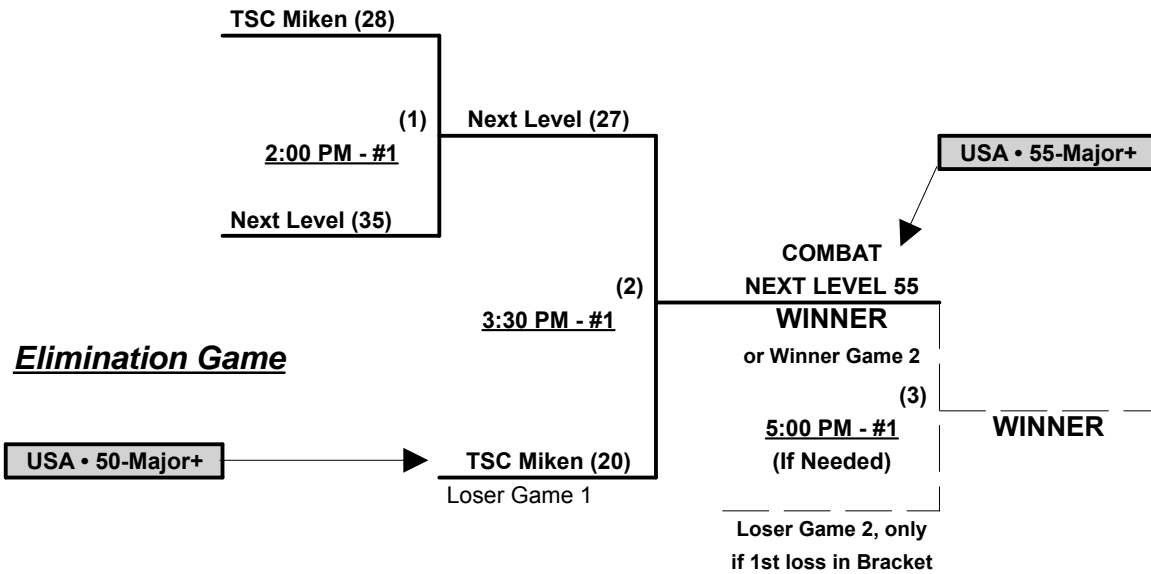 TSC Miken (28)
(1)
Next Level (27)
2:00 PM - #1
USA • 55-Major+
Next Level (35)
COMBAT
(2)
NEXT LEVEL 55
3:30 PM - #1
WINNER
Elimination Game
or Winner Game 2
(3)
5:00 PM - #1
WINNER
USA • 50-Major+
TSC Miken (20)
(If Needed)
Loser Game 1
Loser Game 2, only
if 1st loss in Bracket